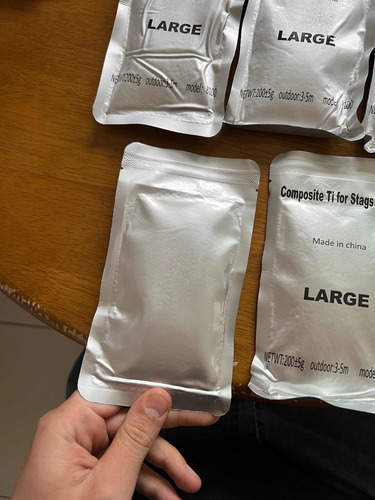 LARGE
NETWT:200±5g outdoor:3-5m
LARGE
NETWT:200±5g outdoor:3-5m
Composite Ti for Stags
Made in china
LARGE
NETWT:200±5g outdoor:3-5m